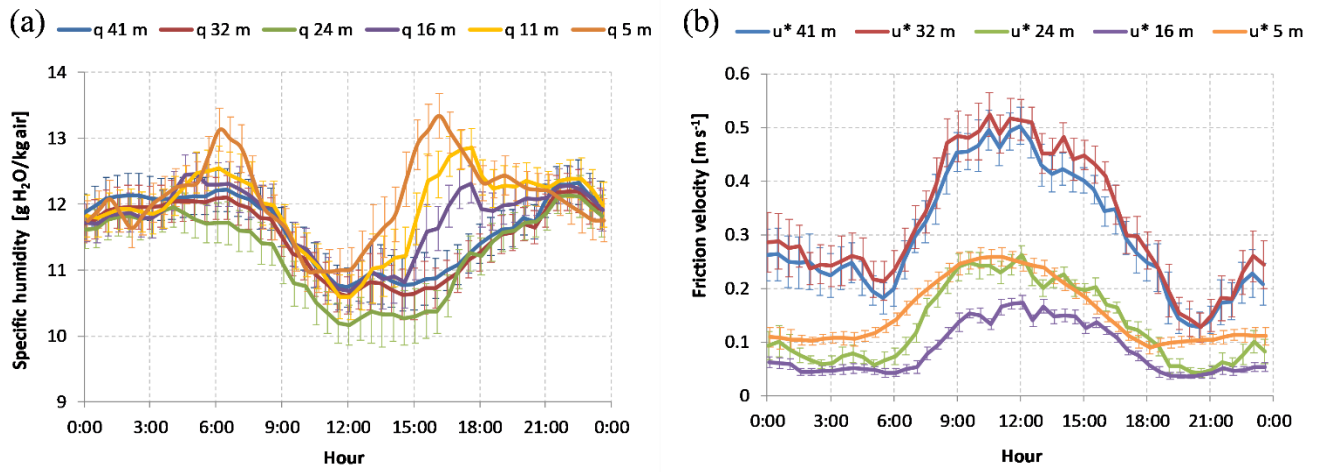 (a)
q 41 m q 32 m q 24 m q 16 m q 11 m q 5 m
Specific humidity [g H₂O/kgair]
14
13
12
11
10
9
0:00 3:00 6:00 9:00 12:00 15:00 18:00 21:00 0:00
Hour
(b)
u* 41 m u* 32 m u* 24 m u* 16 m u* 5 m
Friction velocity [m s⁻¹]
0.6
0.5
0.4
0.3
0.2
0.1
0
0:00 3:00 6:00 9:00 12:00 15:00 18:00 21:00 0:00
Hour